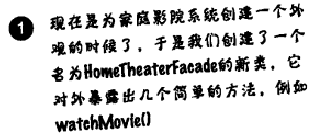 1 现在是为家庭影院系统创建一个外
观的时候了，于是我们创建了一个
名为HomeTheaterFacade的新类，它
对外暴露出几个简单的方法，例如
watchMovie()